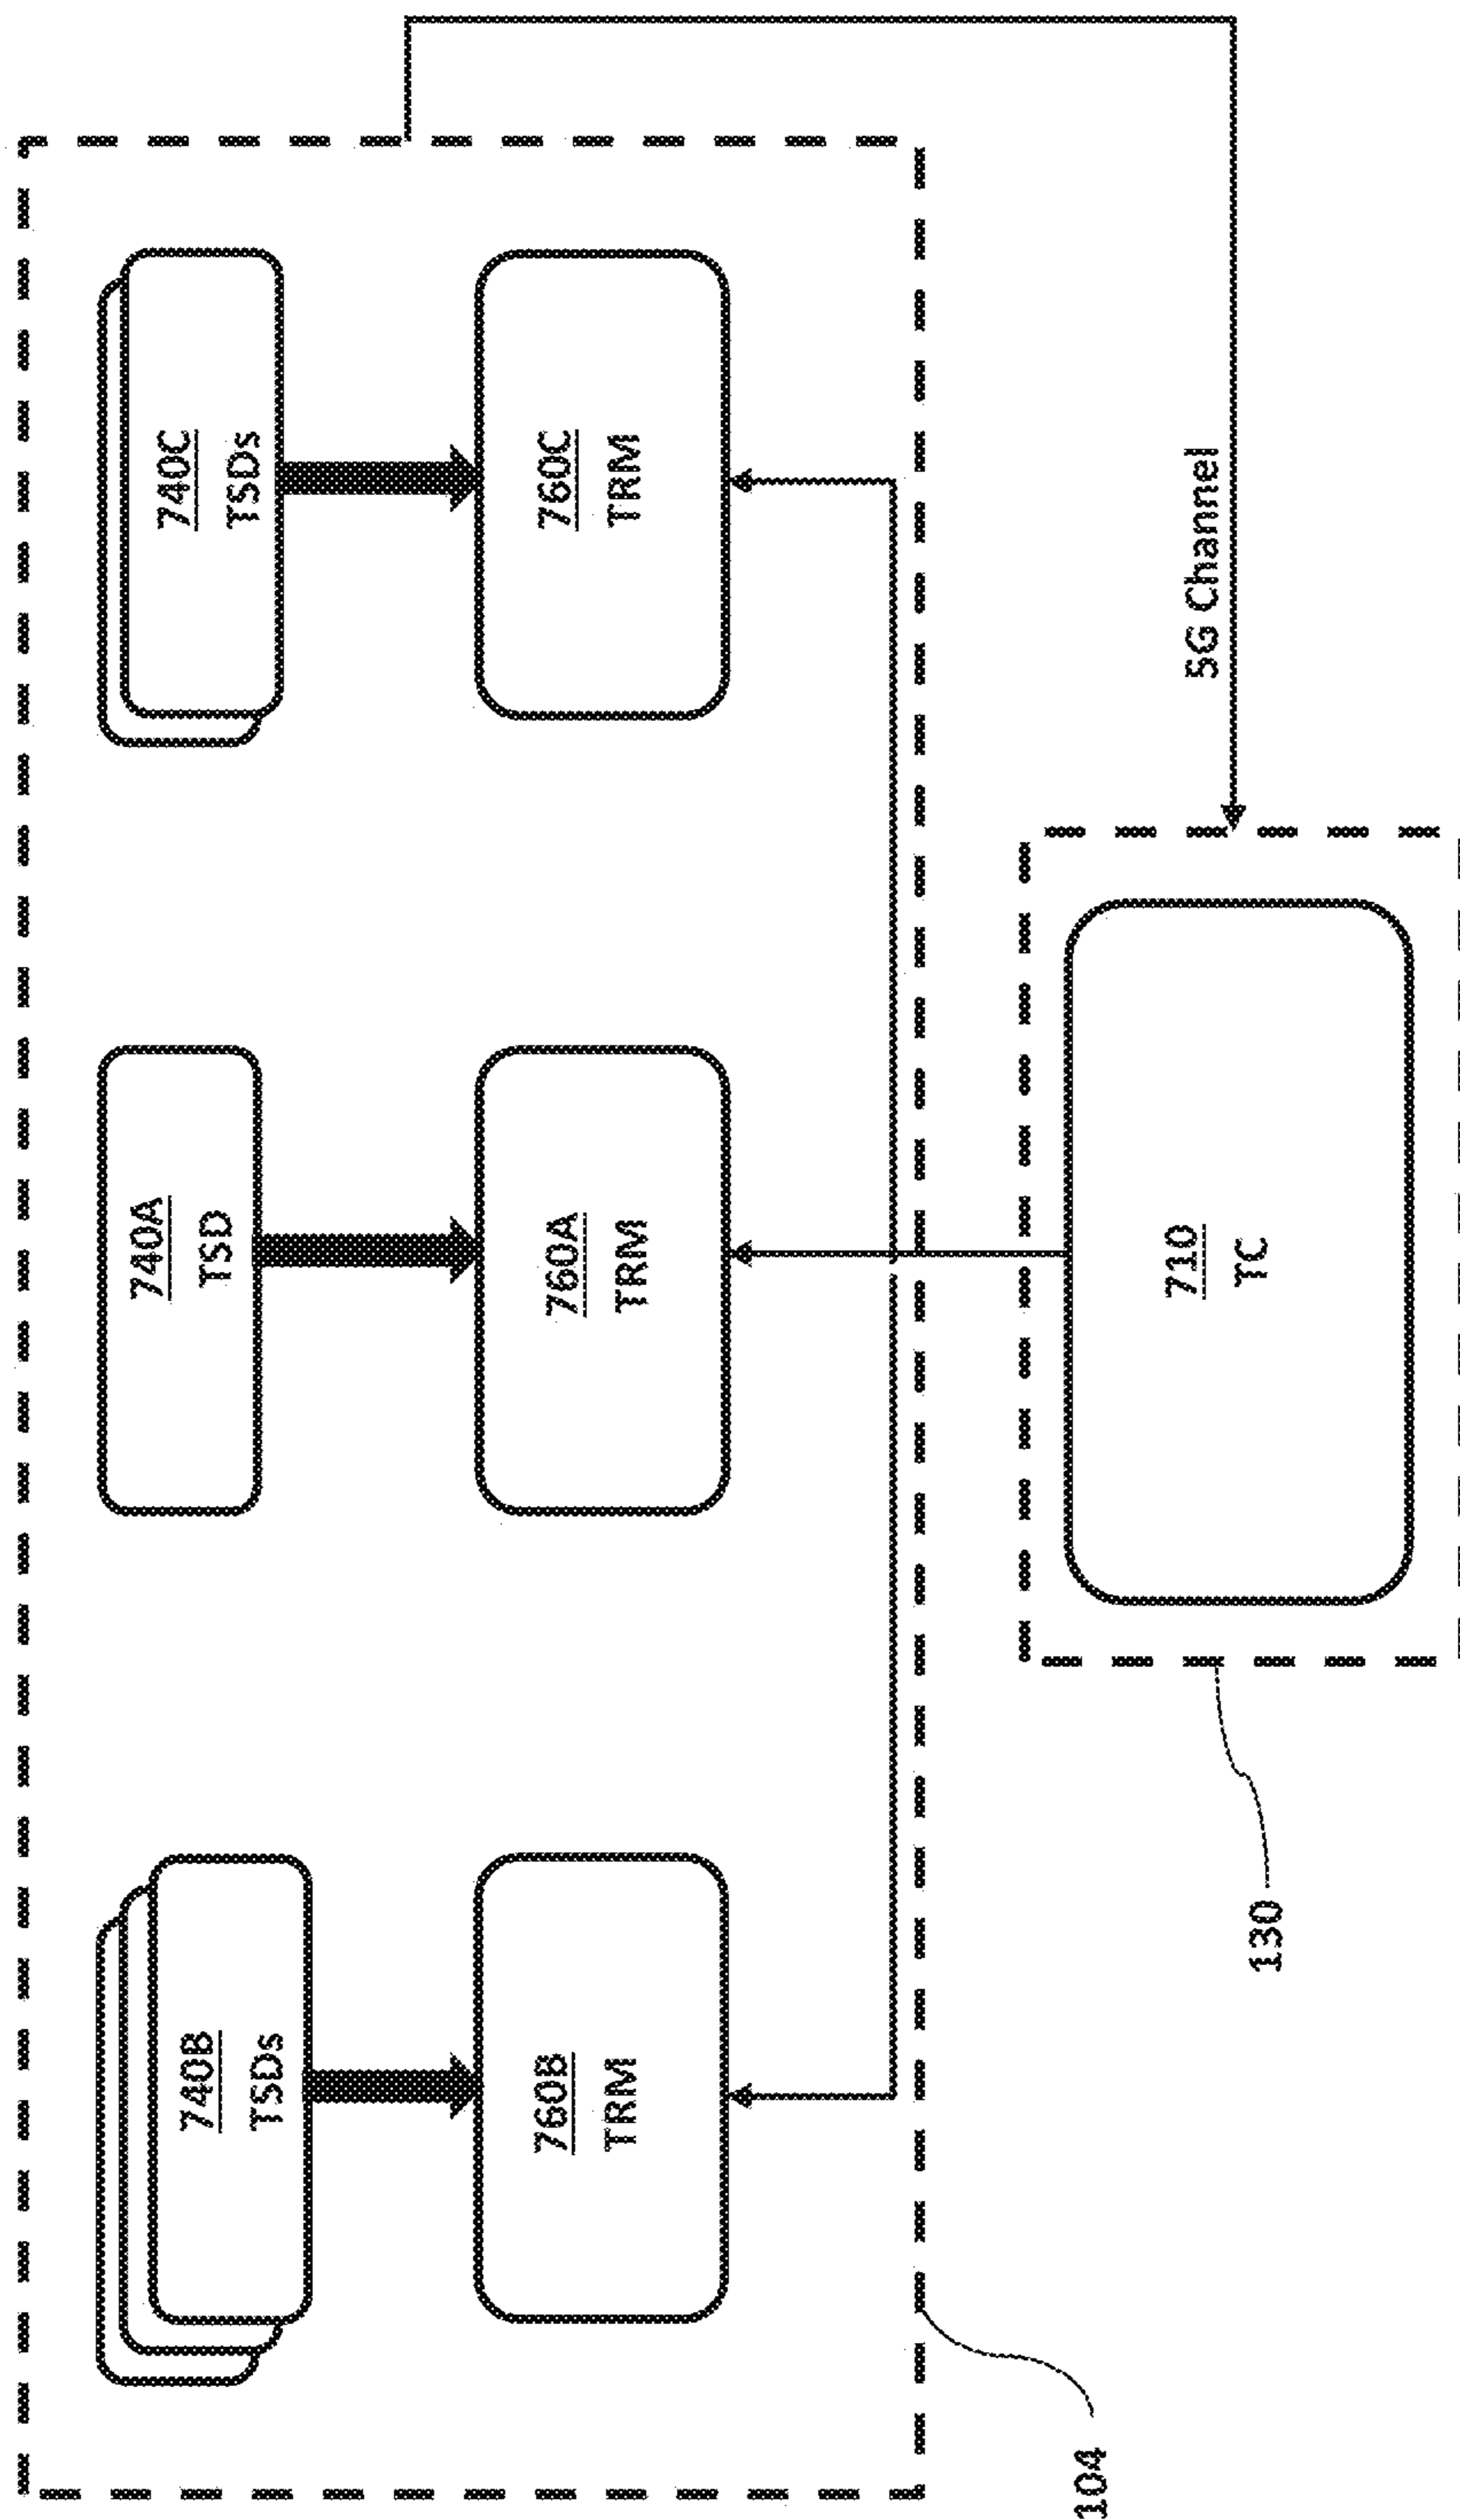 740B
TSDs
740A
TSD
740C
TSDs
760B
TRM
760A
TRM
760C
TRM
5G Channel
710
TC
130
104